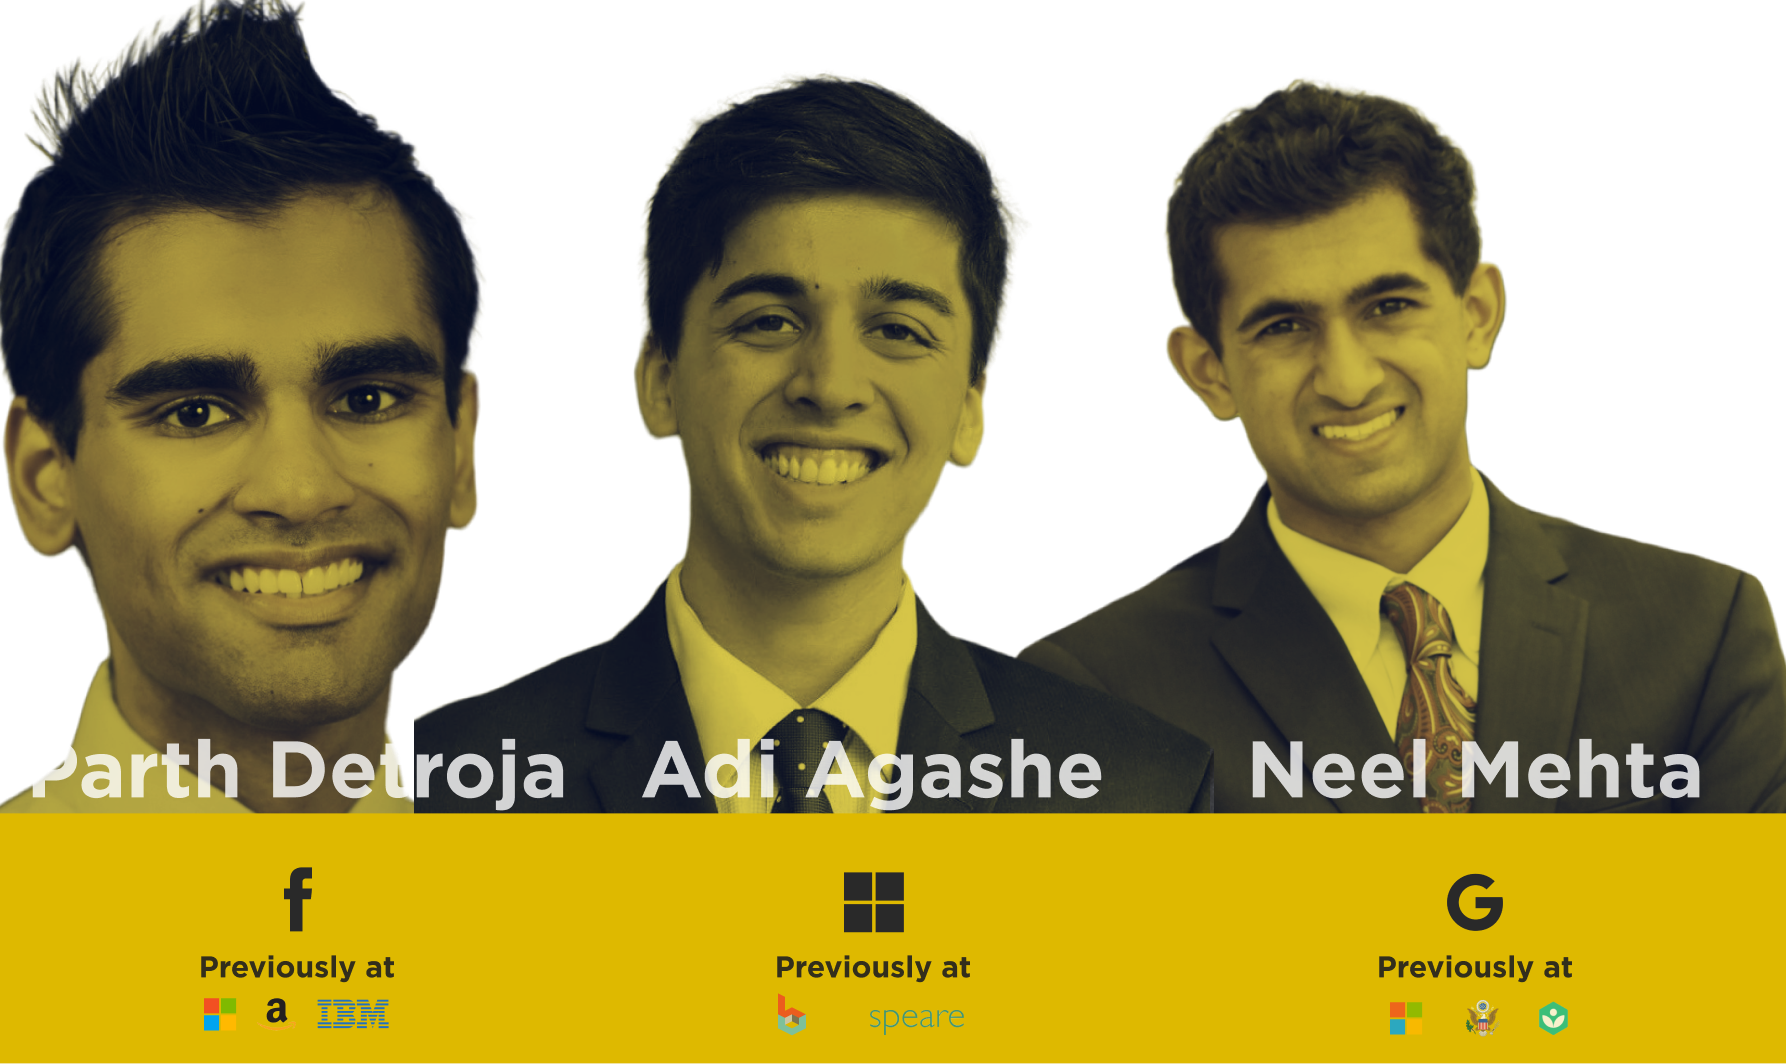 Parth Detroja Adi Agashe Neel Mehta
f G
Previously at Previously at Previously at
a IBM b speare